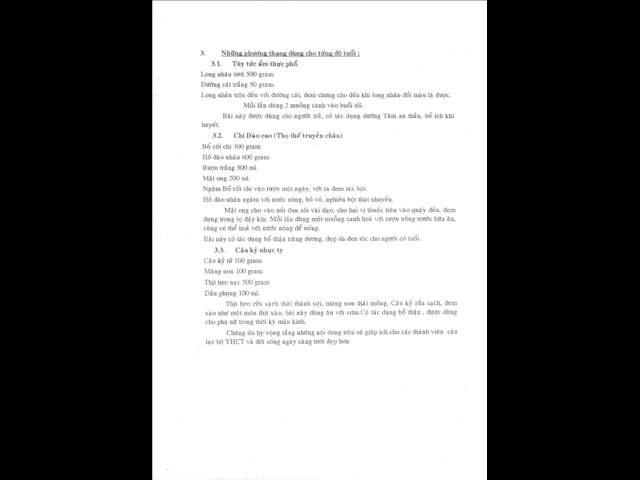 3. Những phương thang dùng cho từng độ tuổi :
3.1. Tùy tức ẩm thực phổ.
Long nhãn tươi 500 gram
Đường cát trắng 50 gram.
Long nhãn trộn đều với đường cát, đem chưng cho đến khi long nhãn đổi màu là được.
Mỗi lần dùng 2 muỗng canh vào buổi tối.
Bài này được dùng cho người trẻ, có tác dụng dưỡng Tâm an thần, bổ ích khí
huyết.
3.2. Chi Đào cao (Thọ thế truyền chân)
Bổ cốt chi 300 gram
Hồ đào nhân 600 gram
Rượu trắng 500 ml.
Mật ong 200 ml.
Ngâm Bổ cốt chi vào rượu một ngày, vớt ra đem tán bột.
Hồ đào nhân ngâm với nước nóng, bỏ vỏ, nghiền bột thật nhuyễn.
Mật ong cho vào nồi đun sôi vài dạo, cho hai vị thuốc trên vào quấy đều, đem
đựng trong lọ đậy kín. Mỗi lần dùng một muỗng canh hoà với rượu uống trước bữa ăn,
cũng có thể hoà với nước nóng để uống.
Bài này có tác dụng bổ thận tráng dương, đẹp da đen tóc cho người có tuổi.
3.3. Câu kỷ nhục ty
Câu kỷ tử 100 gram
Măng non 100 gram
Thịt heo nạc 500 gram
Dầu phụng 100 ml.
Thịt heo rửa sạch thái thành sợi, măng non thái mỏng, Câu kỷ rửa sạch, đem
xào như một món thịt xào, bài này dùng ăn với cơm.Có tác dụng bổ thận , được dùng
cho phụ nữ trong thời kỳ mãn kinh.
Chúng tôi hy vọng rằng những nội dung trên sẽ giúp ích cho các thành viên câu
lạc bộ YHCT và đời sống ngày càng tươi đẹp hơn